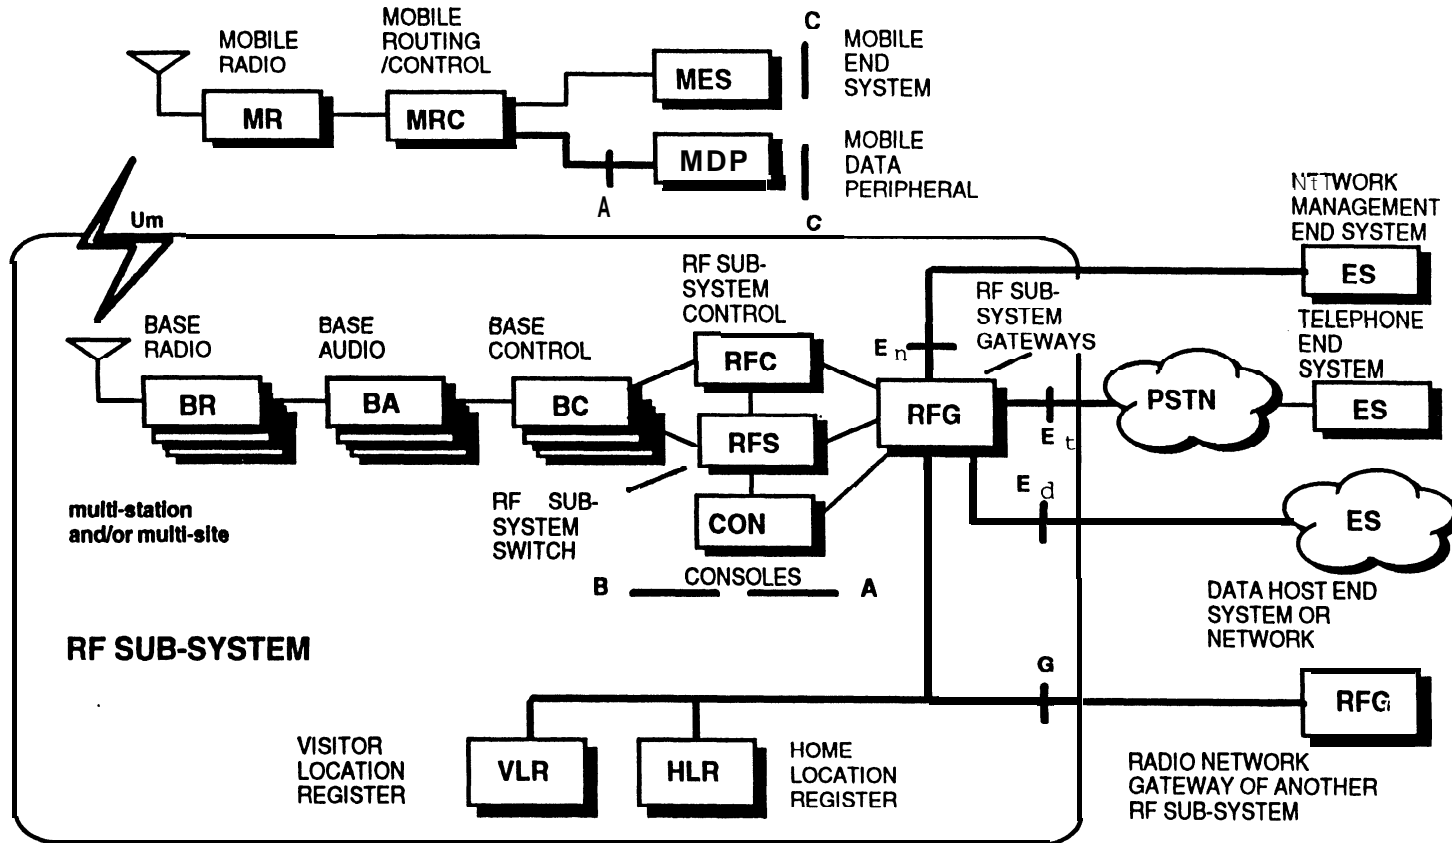 C
MOBILE
RADIO
MOBILE
ROUTING
/CONTROL
MOBILE
END
SYSTEM
MR
MRC
MES
MDP
MOBILE
DATA
PERIPHERAL
A
C
Um
NTTWORK
MANAGEMENT
END SYSTEM
ES
RF SUB-
SYSTEM
CONTROL
RF SUB-
SYSTEM
GATEWAYS
BASE
RADIO
BASE
AUDIO
BASE
CONTROL
TELEPHONE
END
SYSTEM
En
BR
BA
BC
RFC
RFS
CON
RFG
PSTN
ES
Et
Ed
ES
RF SUB-
SYSTEM
SWITCH
multi-station
and/or multi-site
CONSOLES
B
A
DATA HOST END
SYSTEM OR
NETWORK
RF SUB-SYSTEM
G
RFG
VISITOR
LOCATION
REGISTER
VLR
HLR
HOME
LOCATION
REGISTER
RADIO NETWORK
GATEWAY OF ANOTHER
RF SUB-SYSTEM